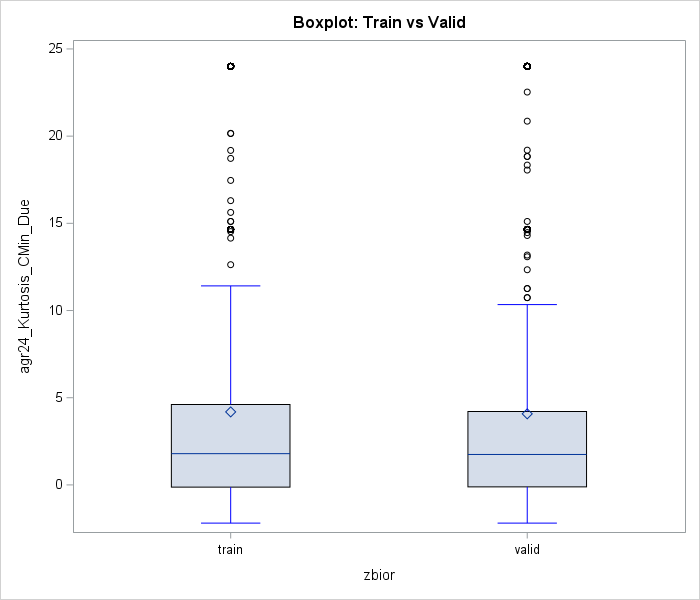 Boxplot: Train vs Valid
25
20
15
10
5
0
agr24_Kurtosis_CMin_Due
train
valid
zbior